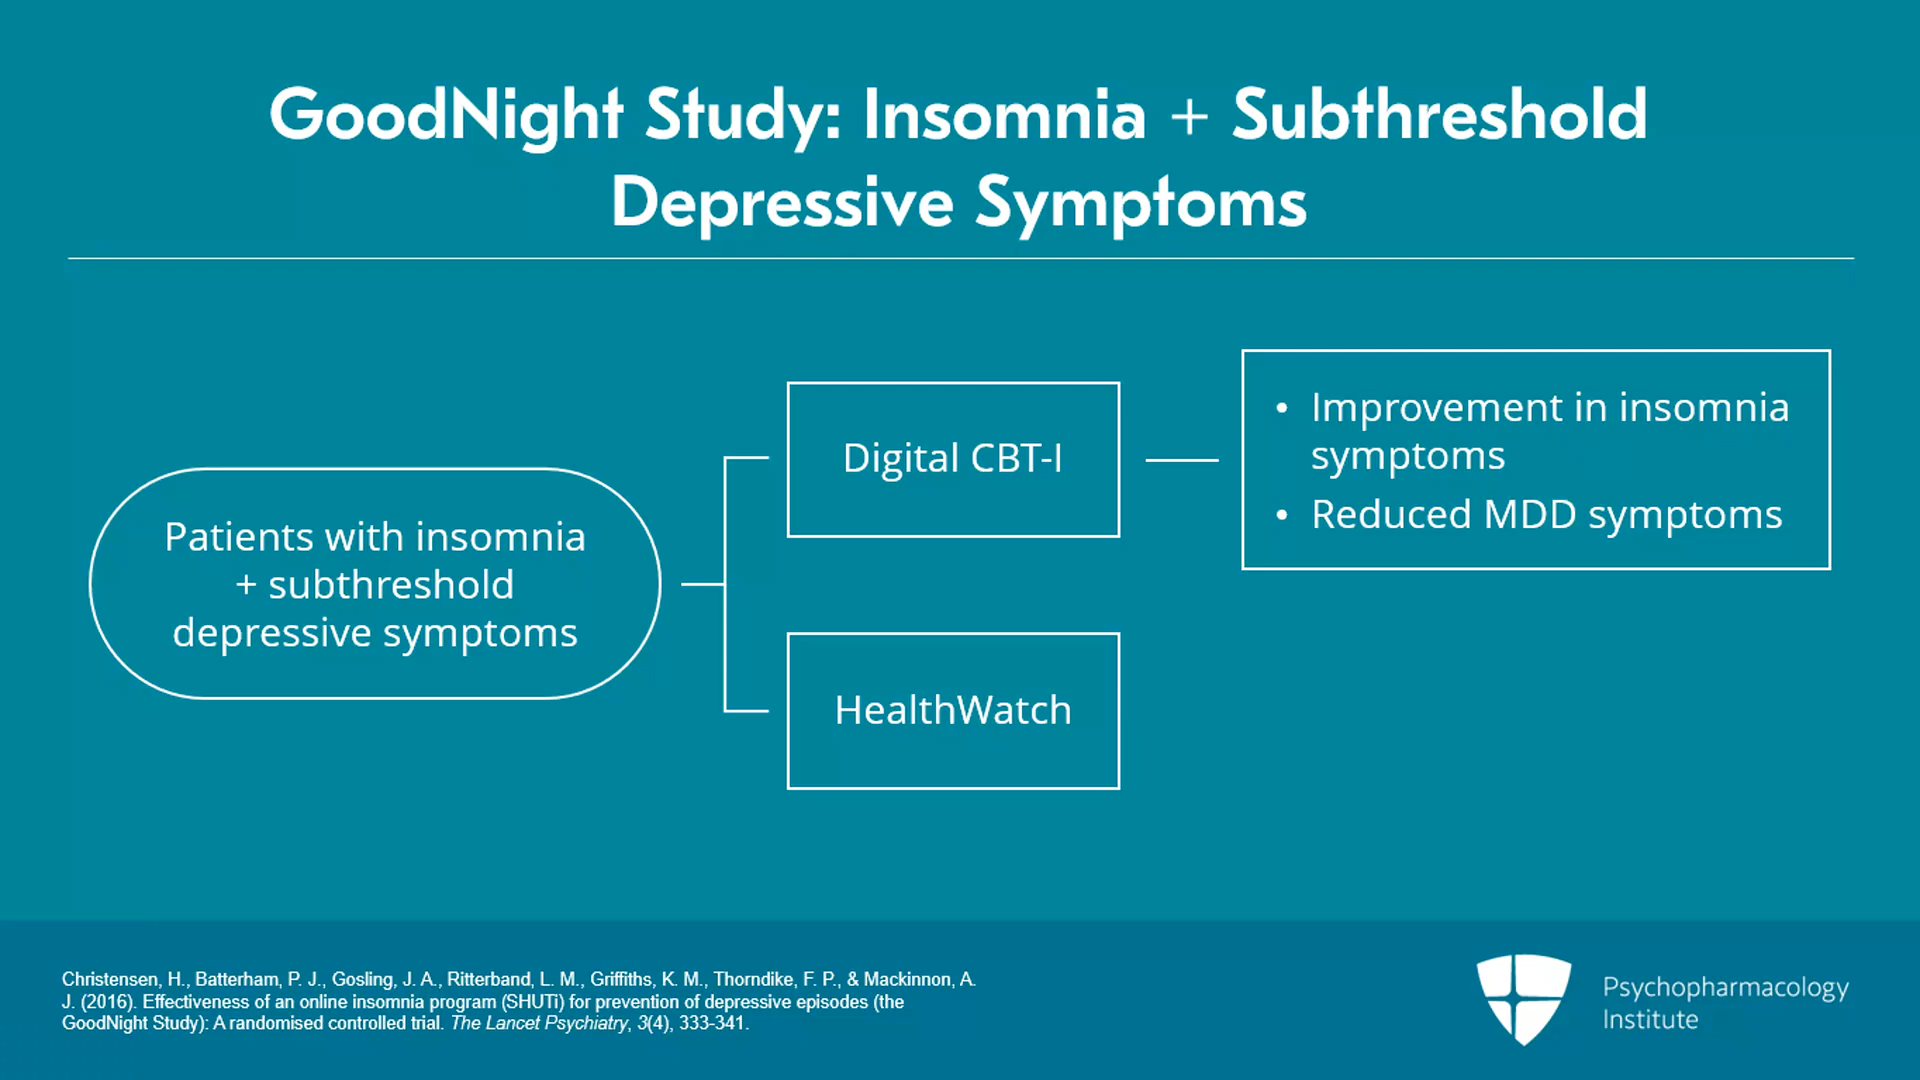 GoodNight Study: Insomnia + Subthreshold
Depressive Symptoms
Patients with insomnia
+ subthreshold
depressive symptoms
Digital CBT-I
• Improvement in insomnia
symptoms
• Reduced MDD symptoms
HealthWatch
Christensen, H., Batterham, P. J., Gosling, J. A., Ritterband, L. M., Griffiths, K. M., Thorndike, F. P., & Mackinnon, A.
J. (2016). Effectiveness of an online insomnia program (SHUTi) for prevention of depressive episodes (the
GoodNight Study): A randomised controlled trial. The Lancet Psychiatry, 3(4), 333-341.
Psychopharmacology
Institute